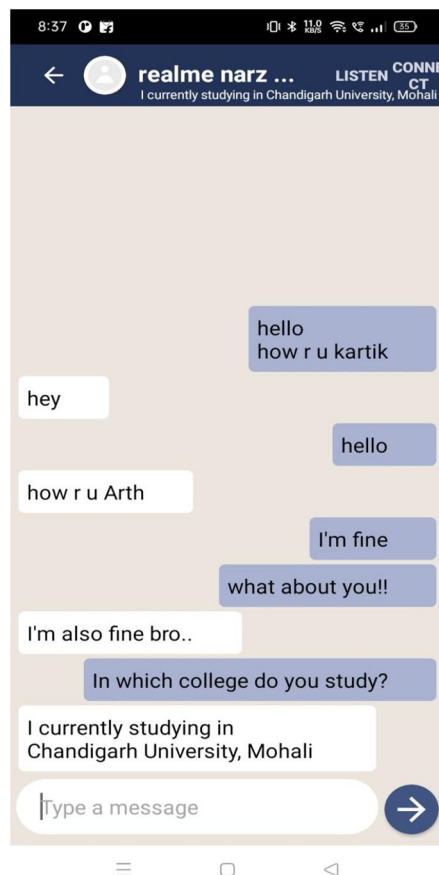 8:37
11.0
KB/S
35
realme narz ...
LISTEN
CONNE
CT
I currently studying in Chandigarh University, Mohali
hello
how r u kartik
hey
hello
how r u Arth
I'm fine
what about you!!
I'm also fine bro..
In which college do you study?
I currently studying in
Chandigarh University, Mohali
Type a message